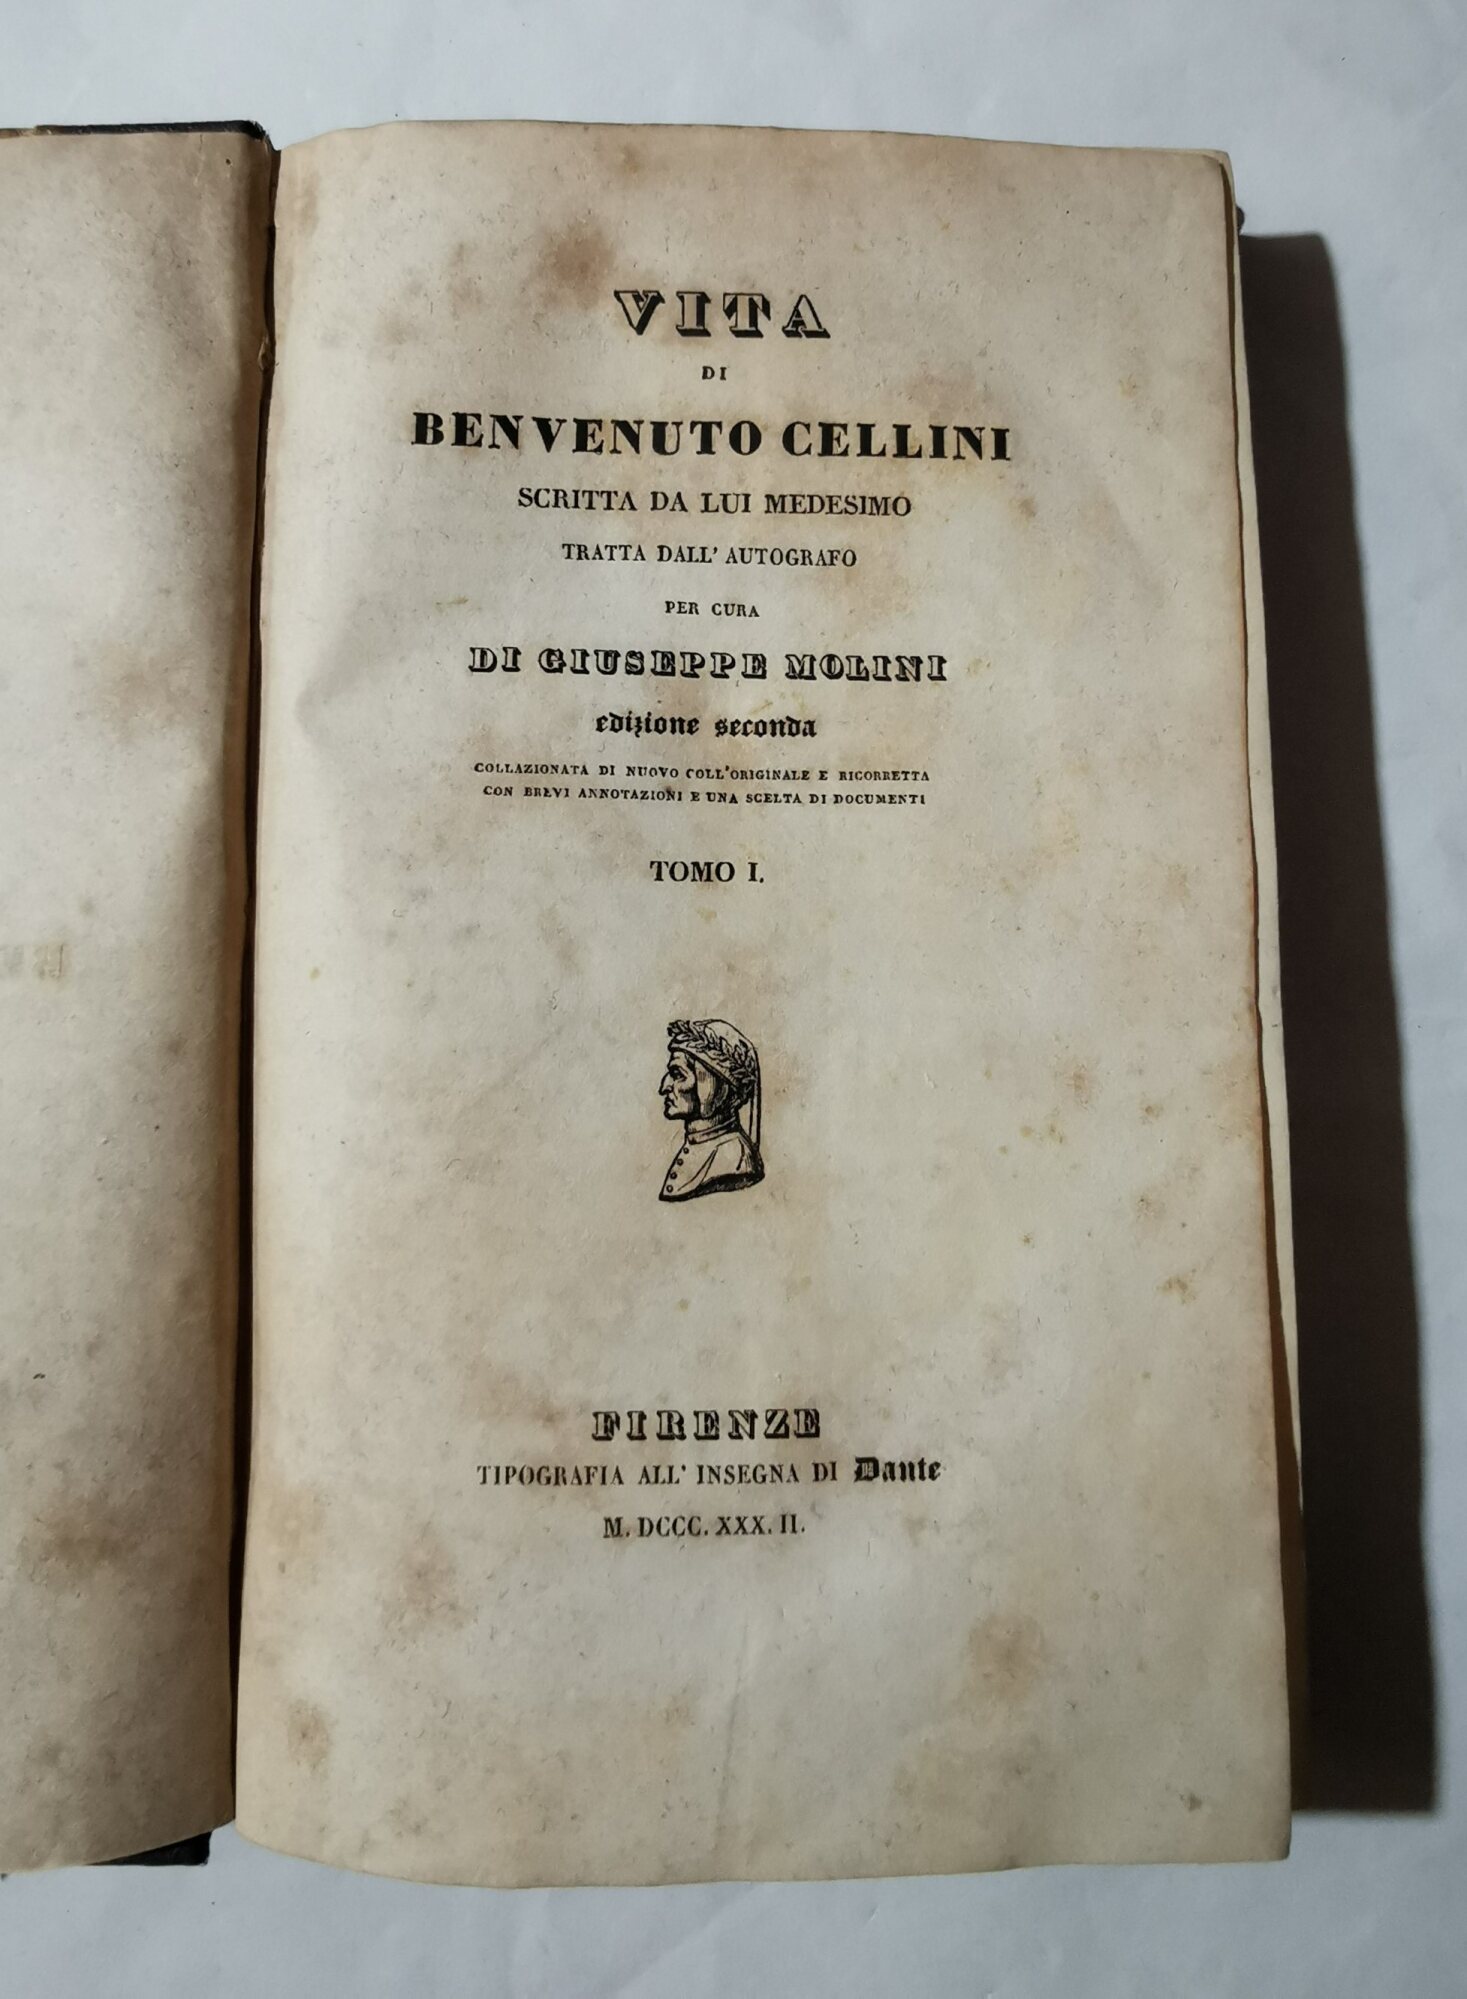 VITA
DI
BENVENUTO CELLINI
SCRITTA DA LUI MEDESIMO
TRATTA DALL' AUTOGRAFO
PER CURA
DI GIUSEPPE MOLINI
edizione seconda
COLLAZIONATA DI NUOVO COLL'ORIGINALE E RICORRETTA
CON BREVI ANNOTAZIONI E UNA SCELTA DI DOCUMENTI
TOMO I.
FIRENZE
TIPOGRAFIA ALL' INSEGNA DI Dante
M. DCCC. XXX. II.